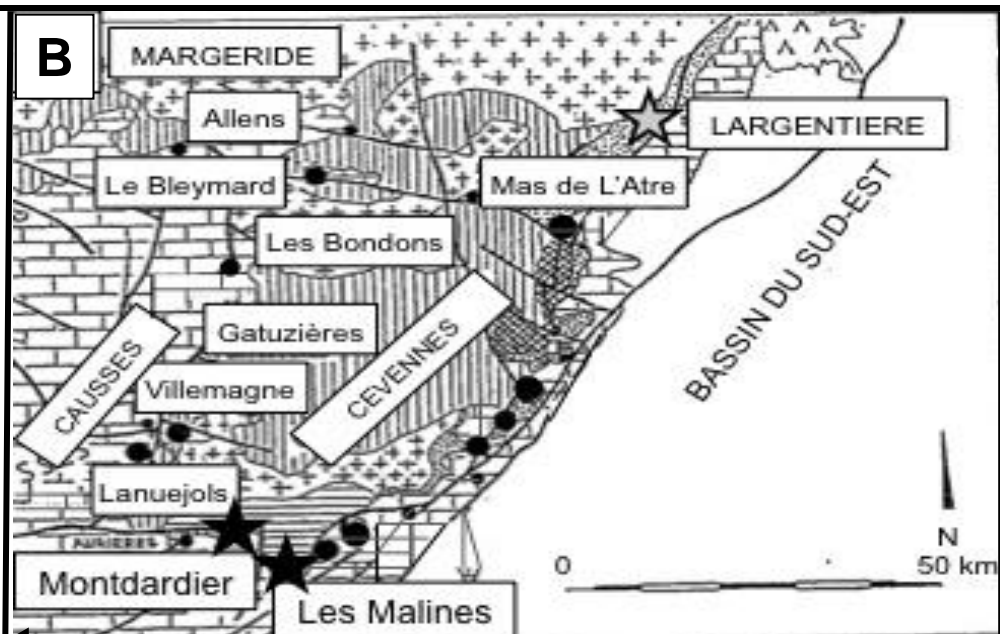 B
MARGERIDE
Allens
LARGENTIERE
Le Bleymard
Mas de L'Atre
Les Bondons
BASSIN DU SUD-EST
Gatuzières
CEVENNES
CAUSSES
Villemagne
Lanuejols
N
0
50 km
Montdardier
Les Malines